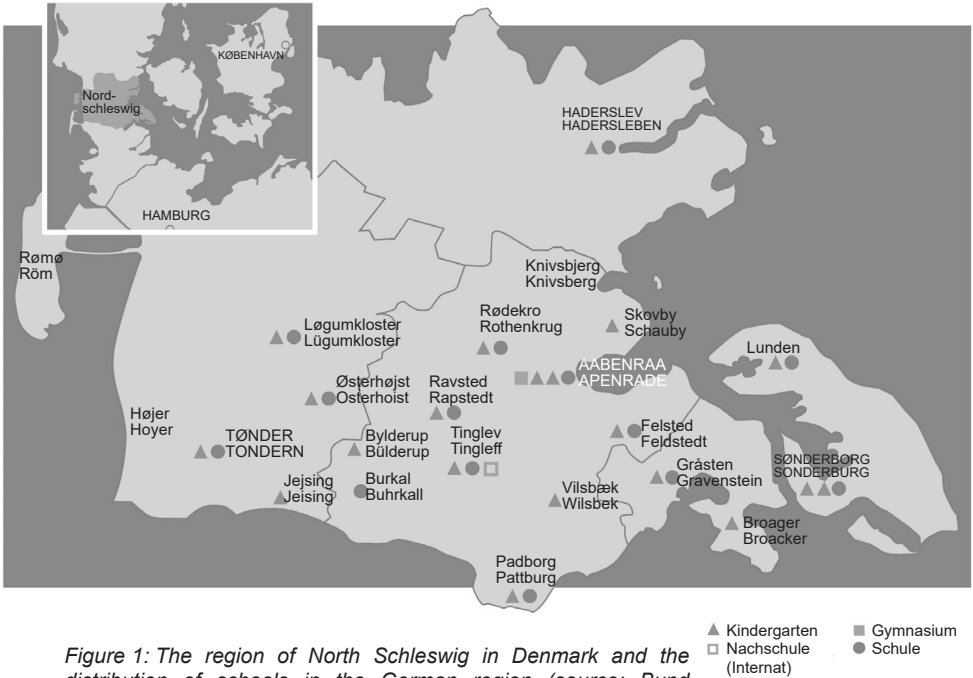 KØBENHAVN
Nord-
schleswig
HAMBURG
HADERSLEV
HADERSLEBEN
Rømø
Röm
Knivsbjerg
Knivsberg
Rødekro
Rothenkrug
Skovby
Schauby
Løgumkloster
Lügumkloster
Lunden
AABENRAA
APENRADE
Østerhøjst
Osterhoist
Ravsted
Rapstedt
Højer
Hoyer
TØNDER
TONDERN
Bylderup
Bülderup
Tinglev
Tingleff
Felsted
Feldstedt
SØNDERBORG
SONDERBURG
Jejsing
Jeising
Burkal
Buhrkall
Vilsbæk
Wilsbek
Gråsten
Gravenstein
Broager
Broacker
Padborg
Pattburg
Kindergarten
Nachschule
(Internat)
Gymnasium
Schule
Figure 1: The region of North Schleswig in Denmark and the
distribution of schools in the German region (source: Bund